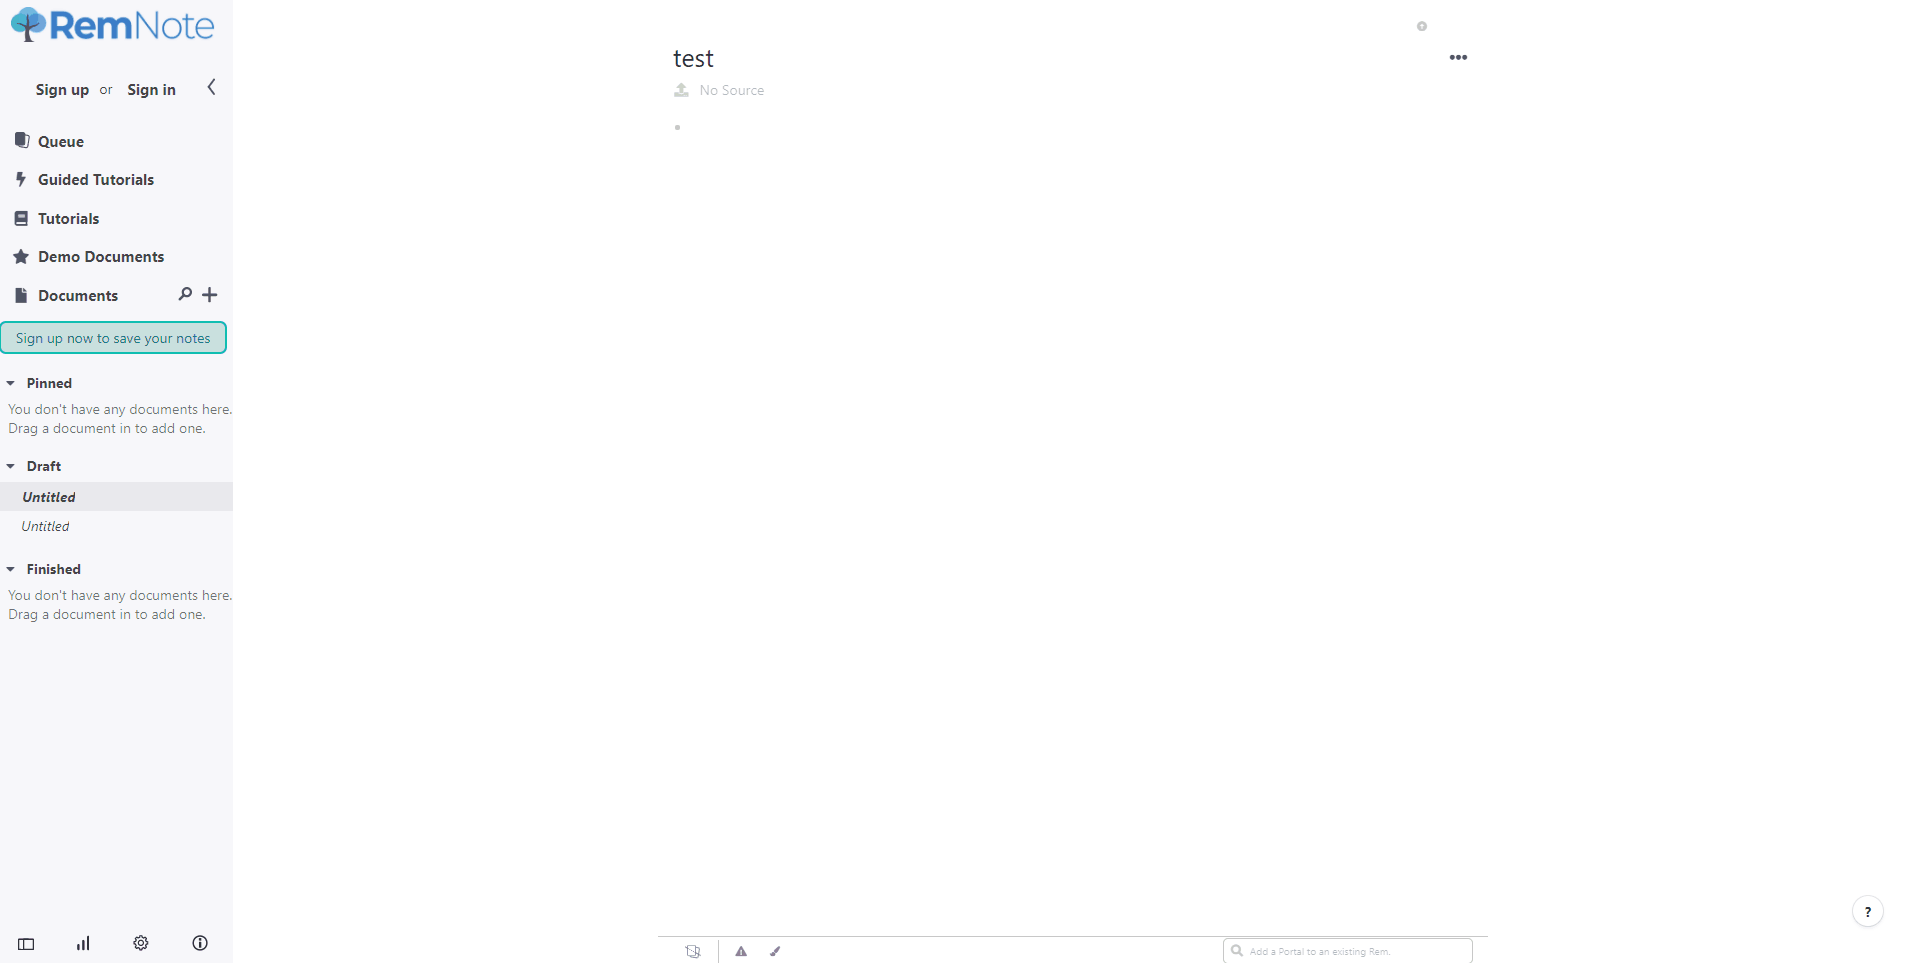 RemNote
Sign up or Sign in
Queue
Guided Tutorials
Tutorials
Demo Documents
Documents
Sign up now to save your notes
Pinned
You don't have any documents here.
Drag a document in to add one.
Draft
Untitled
Untitled
Finished
You don't have any documents here.
Drag a document in to add one.
test
No Source
Add a Portal to an existing Rem.
?